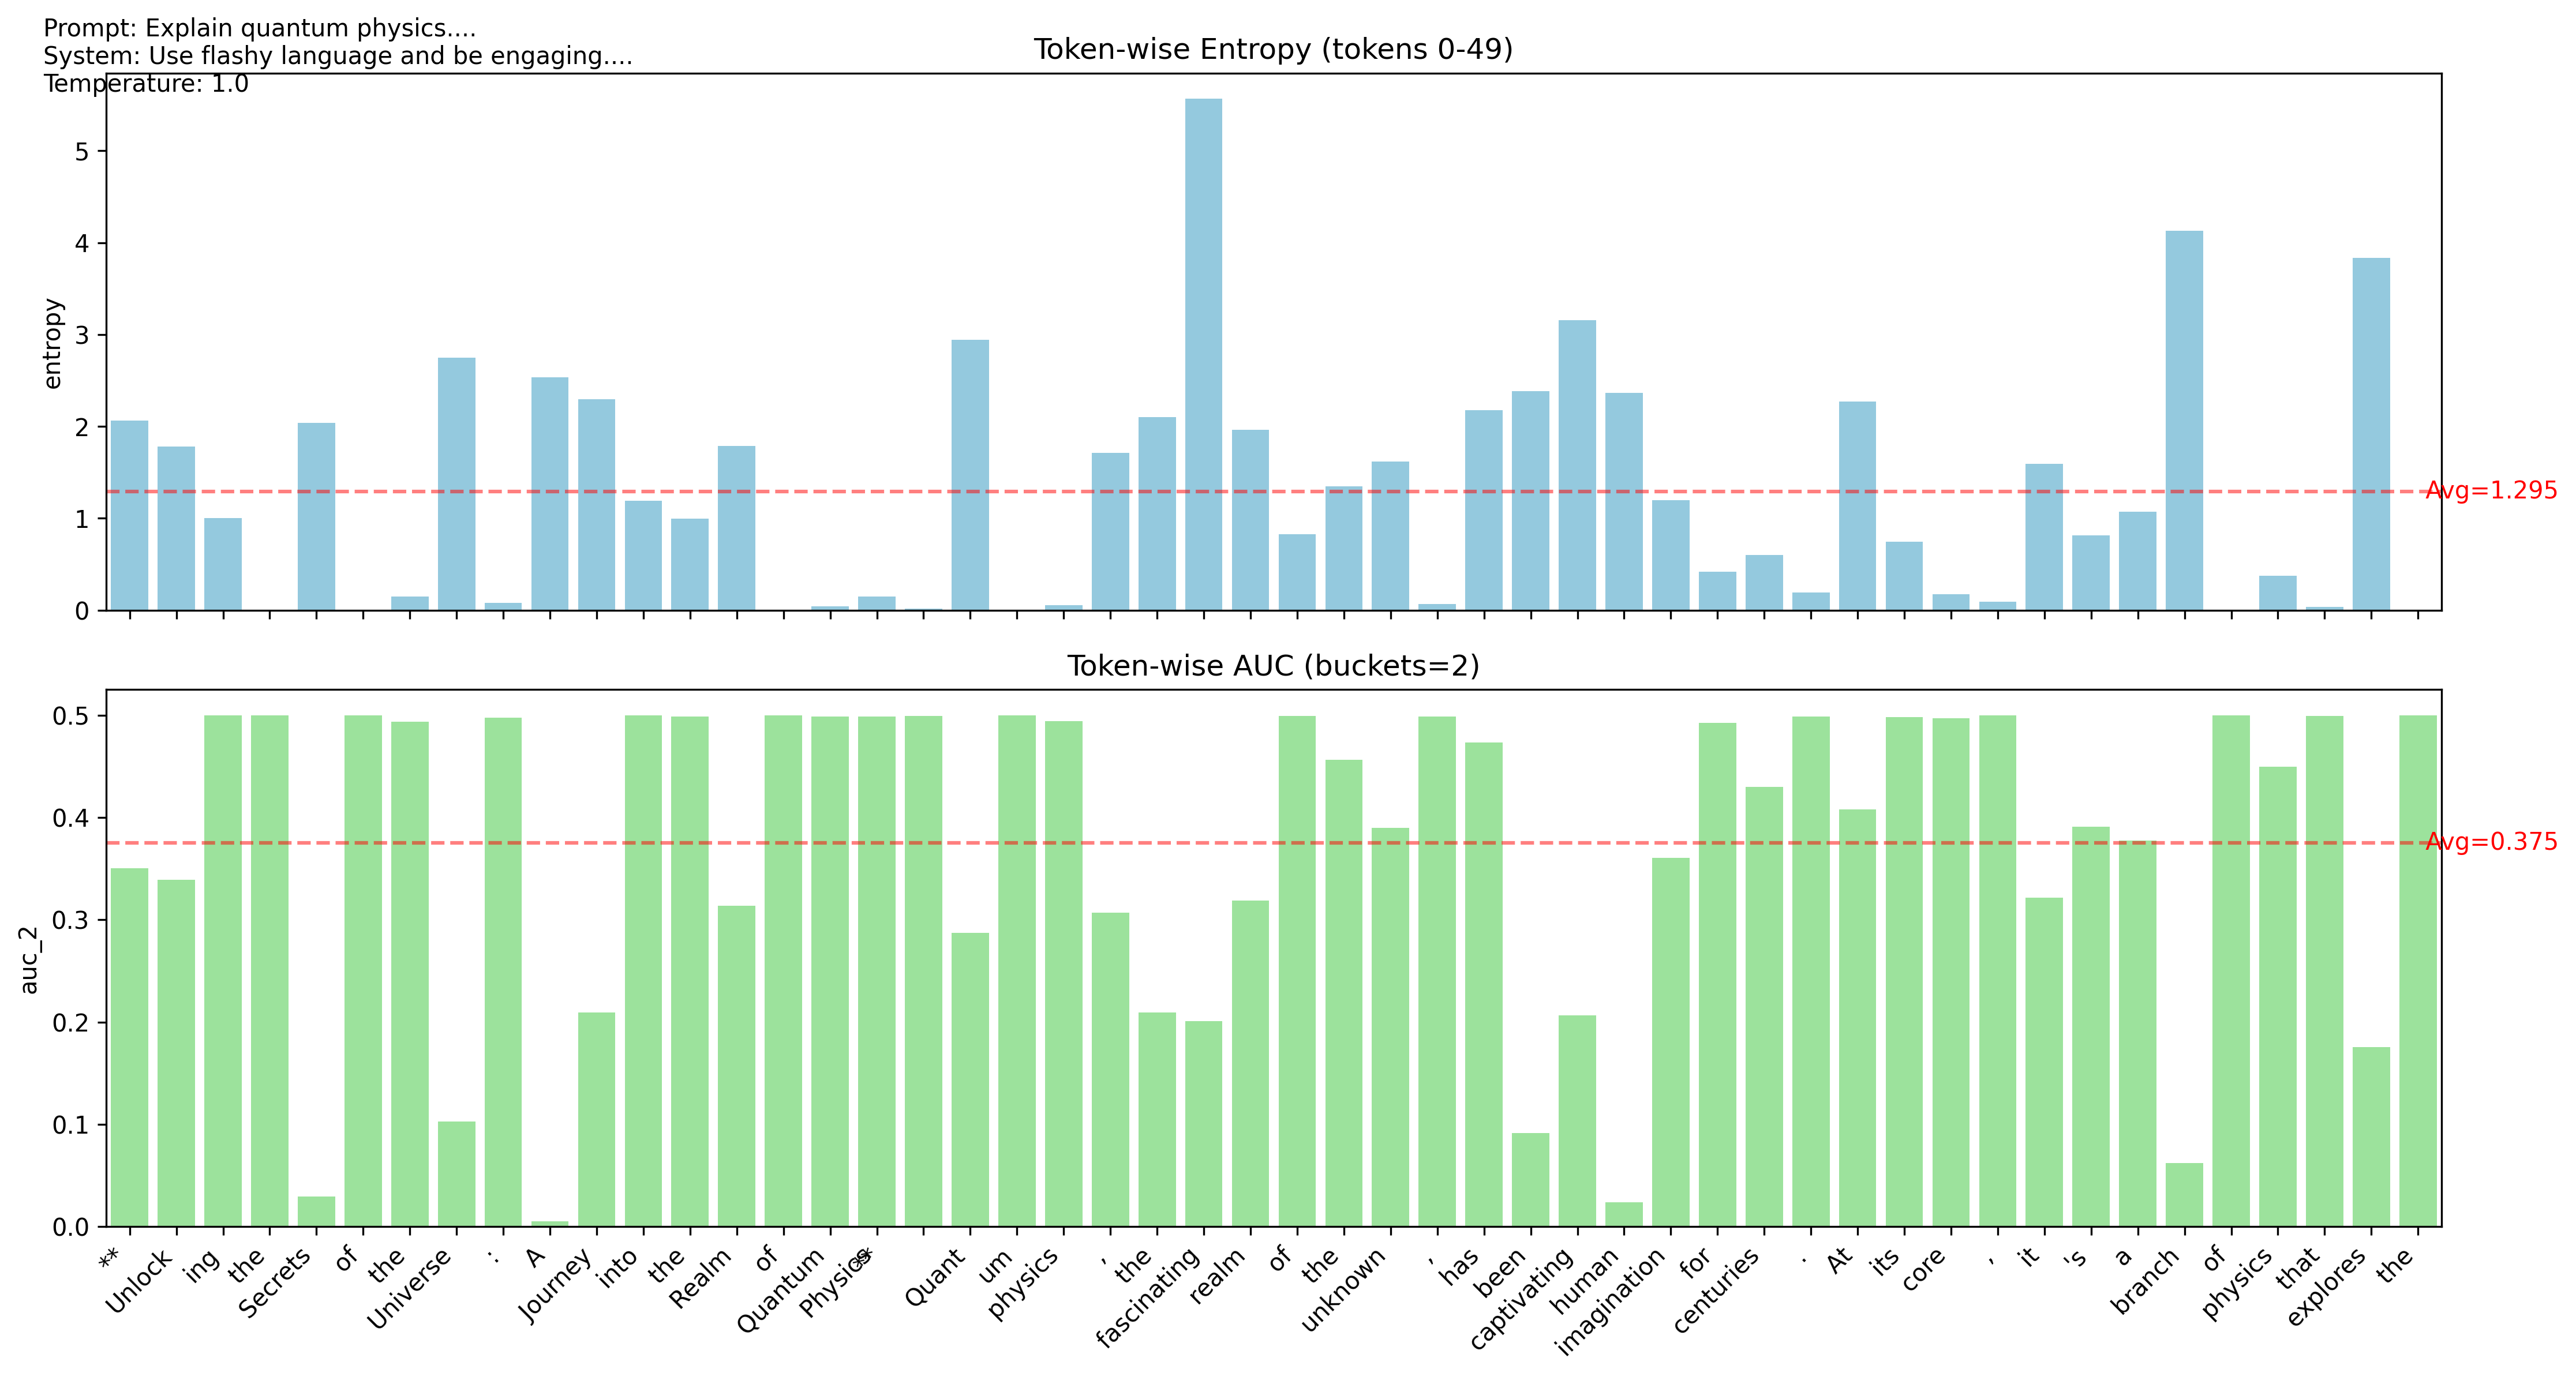 Prompt: Explain quantum physics....
System: Use flashy language and be engaging....
Temperature: 1.0
Token-wise Entropy (tokens 0-49)
entropy
5
4
3
2
1
0
Avg=1.295
Token-wise AUC (buckets=2)
auc_2
0.5
0.4
0.3
0.2
0.1
0.0
Avg=0.375
**
Unlock
ing
the
Secrets
of
the
Universe
:
A
Journey
into
the
Realm
of
Quantum
Physics
**
Quant
um
physics
,
the
fascinating
realm
of
the
unknown
,
has
been
captivating
human
imagination
for
centuries
.
At
its
core
,
it
's
a
branch
of
physics
that
explores
the